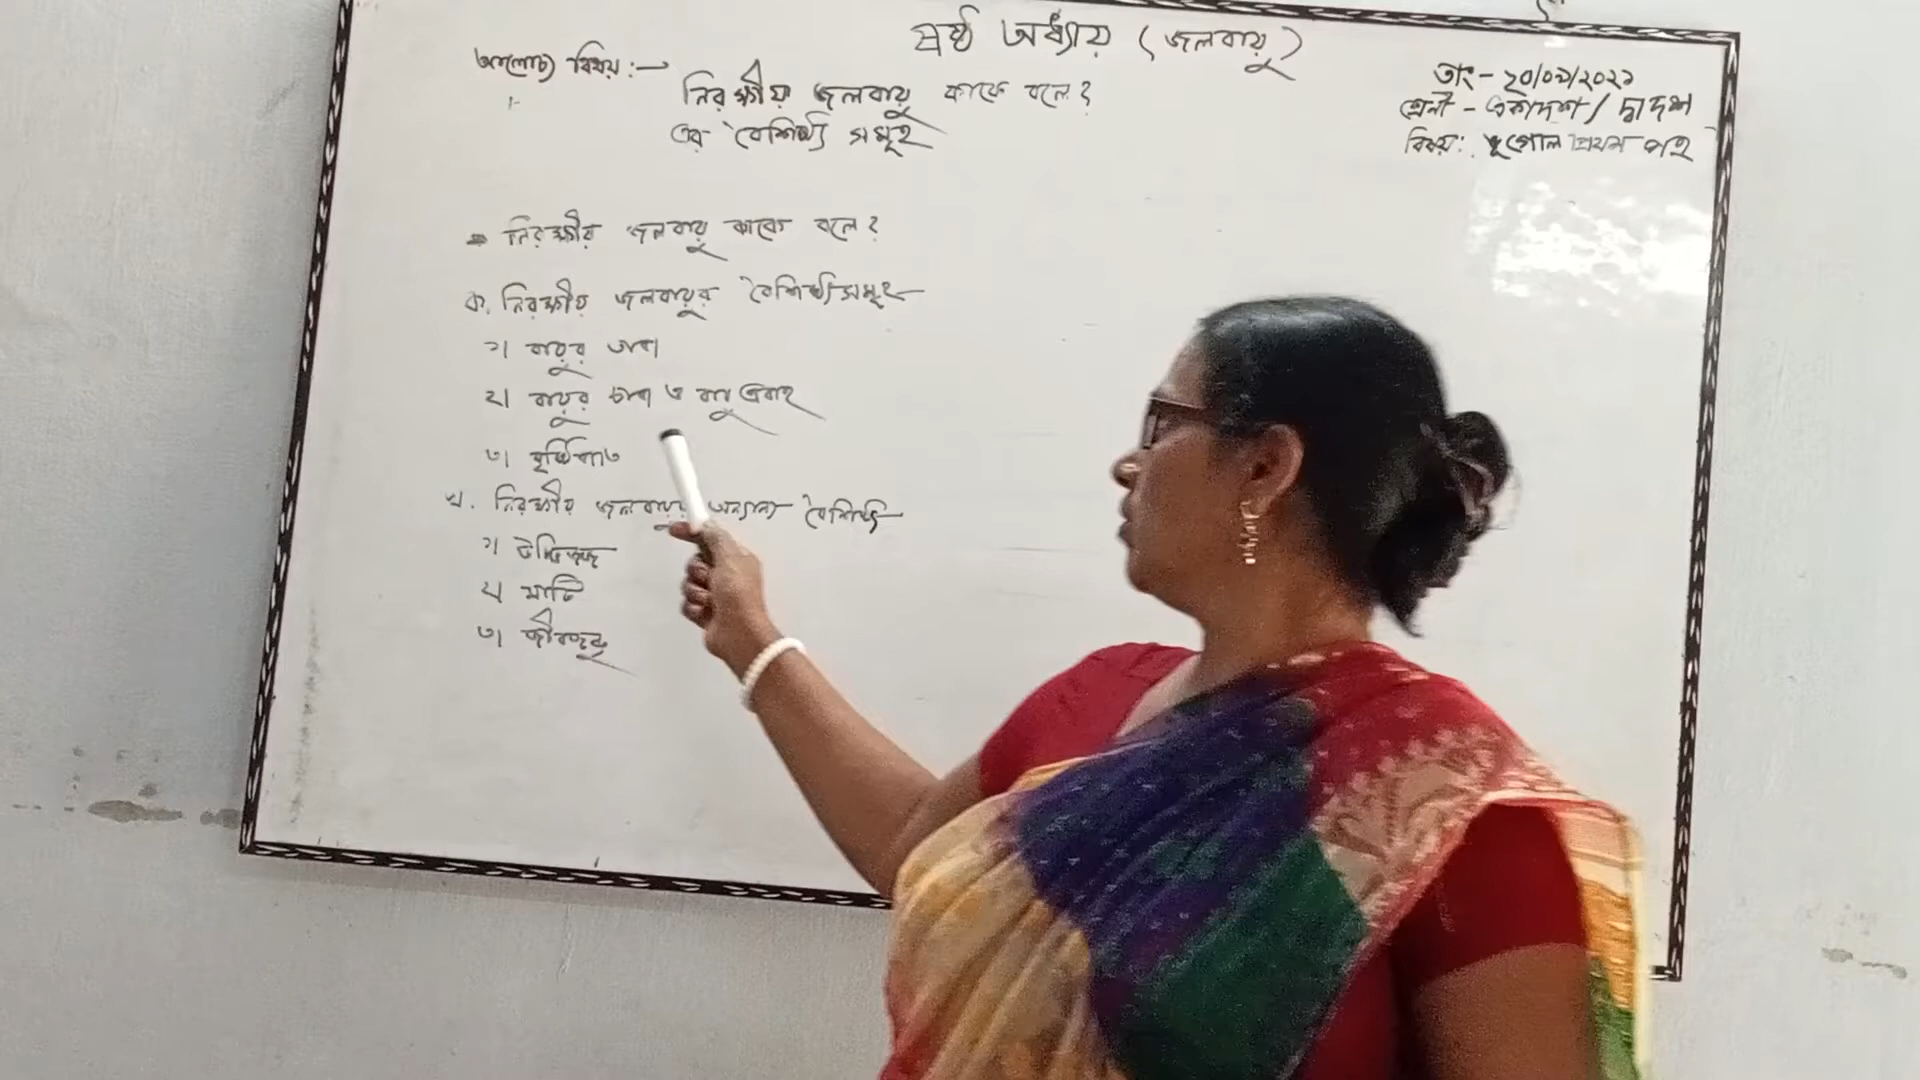 ষষ্ঠ অধ্যায় (জলবায়ু)
আলোচ্য বিষয়:→
নিরক্ষীয় জলবায়ু কাকে বলে?
এর বৈশিষ্ট্য সমূহ
তাং- ২০/০৯/২০২১
শ্রেনী - একাদশ / দ্বাদশ
বিষয়: ভূগোল প্রথম পত্র
নিরক্ষীয় জলবায়ু কাকে বলে?
ক. নিরক্ষীয় জলবায়ুর বৈশিষ্ট্যসমূহ
১। বায়ুর তাপ
২। বায়ুর চাপ ও বায়ু প্রবাহ
৩। বৃষ্টিপাত
খ. নিরক্ষীয় জলবায়ুর অন্যান্য বৈশিষ্ট্য
১। উদ্ভিজ্জ
২। মাটি
৩। জীবজন্তু